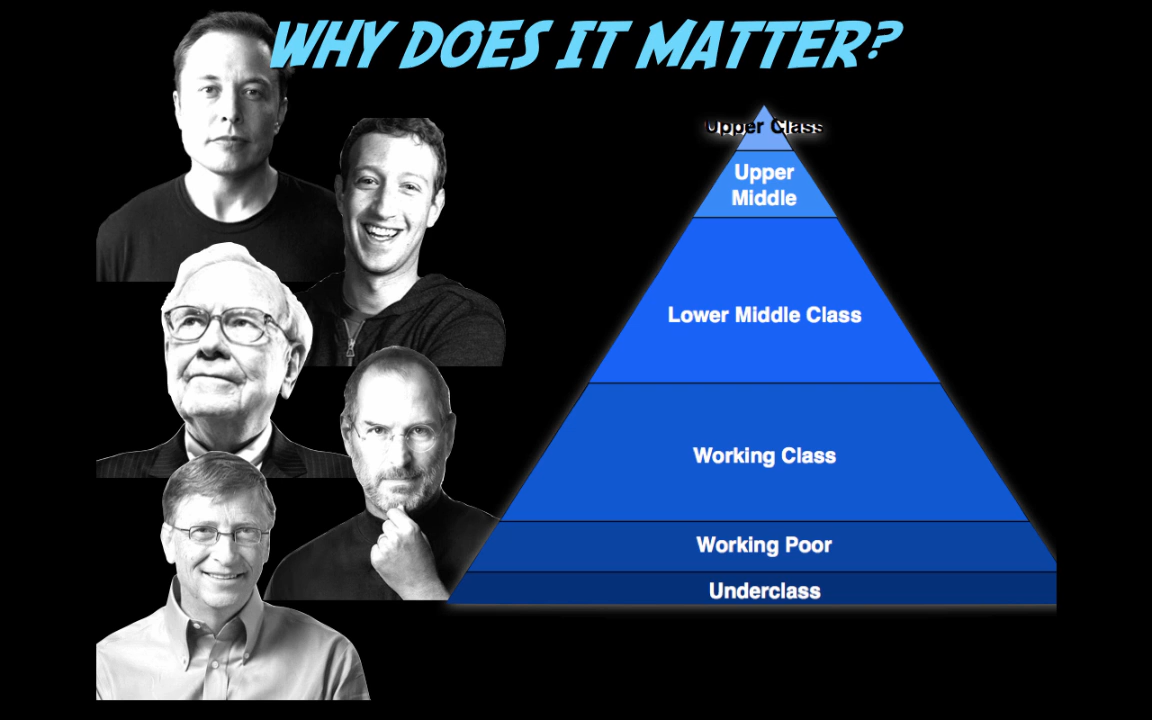 WHY DOES IT MATTER?
Upper Class
Upper
Middle
Lower Middle Class
Working Class
Working Poor
Underclass